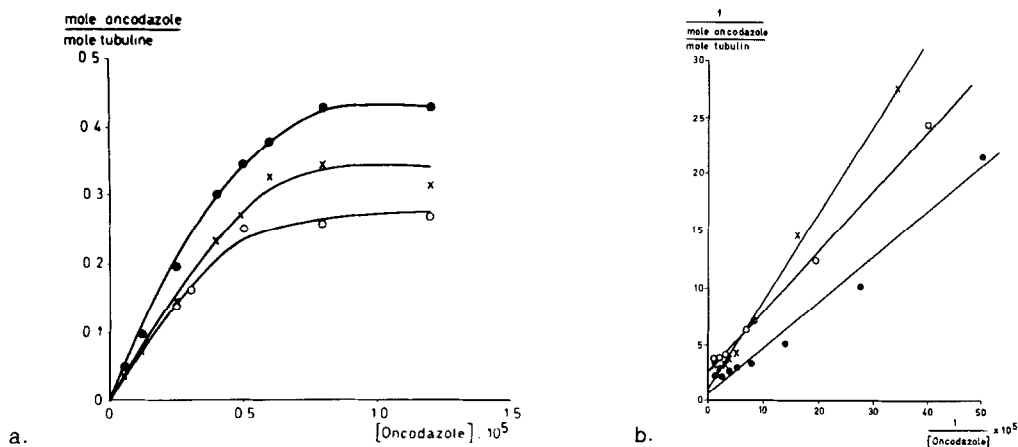 mole oncodazole
mole tubuline
0 5
0 4
0 3
0 2
0 1
0
0
0 5
1 0
1 5
[Oncodazole] . 10⁵
a.
1
mole oncodazole
mole tubulin
30
25
20
15
10
5
0
0
10
20
30
40
50
1
[Oncodazole]
x 10⁵
b.